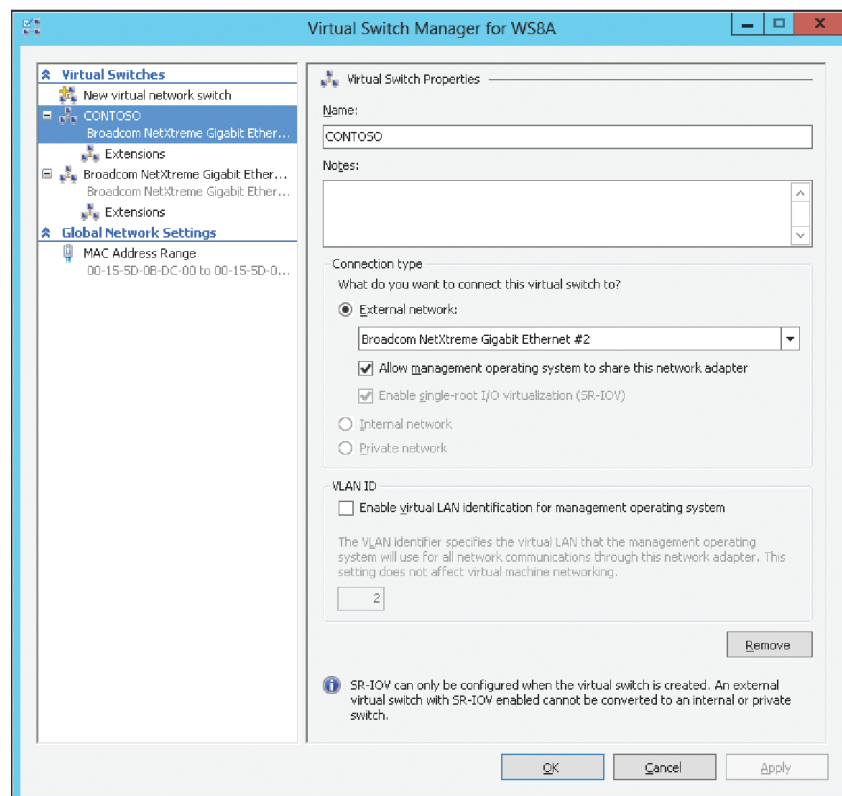 Virtual Switch Manager for WS8A
Virtual Switches
New virtual network switch
CONTOSO
Broadcom NetXtreme Gigabit Ether...
Extensions
Broadcom NetXtreme Gigabit Ether...
Broadcom NetXtreme Gigabit Ether...
Extensions
Global Network Settings
MAC Address Range
00-15-5D-0B-DC-00 to 00-15-5D-0...
Virtual Switch Properties
Name:
CONTOSO
Notes:
Connection type
What do you want to connect this virtual switch to?
External network:
Broadcom NetXtreme Gigabit Ethernet #2
Allow management operating system to share this network adapter
Enable single-root I/O virtualization (SR-IOV)
Internal network
Private network
VLAN ID
Enable virtual LAN identification for management operating system
The VLAN identifier specifies the virtual LAN that the management operating
system will use for all network communications through this network adapter. This
setting does not affect virtual machine networking.
2
Remove
SR-IOV can only be configured when the virtual switch is created. An external
virtual switch with SR-IOV enabled cannot be converted to an internal or private
switch.
OK
Cancel
Apply